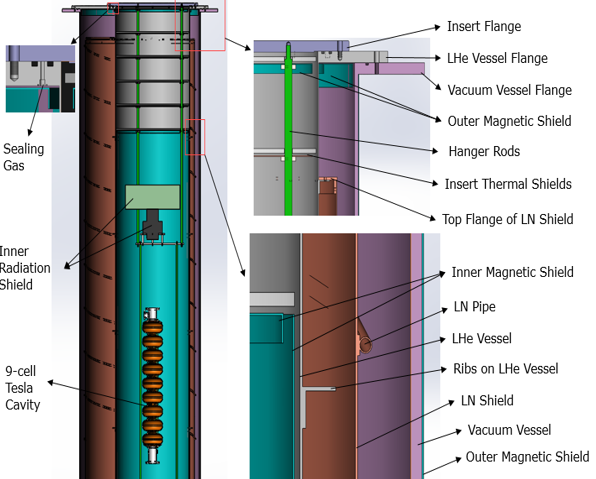 Insert Flange
LHe Vessel Flange
Vacuum Vessel Flange
Outer Magnetic Shield
Hanger Rods
Insert Thermal Shields
Top Flange of LN Shield
Sealing
Gas
Inner
Radiation
Shield
9-cell
Tesla
Cavity
Inner Magnetic Shield
LN Pipe
LHe Vessel
Ribs on LHe Vessel
LN Shield
Vacuum Vessel
Outer Magnetic Shield